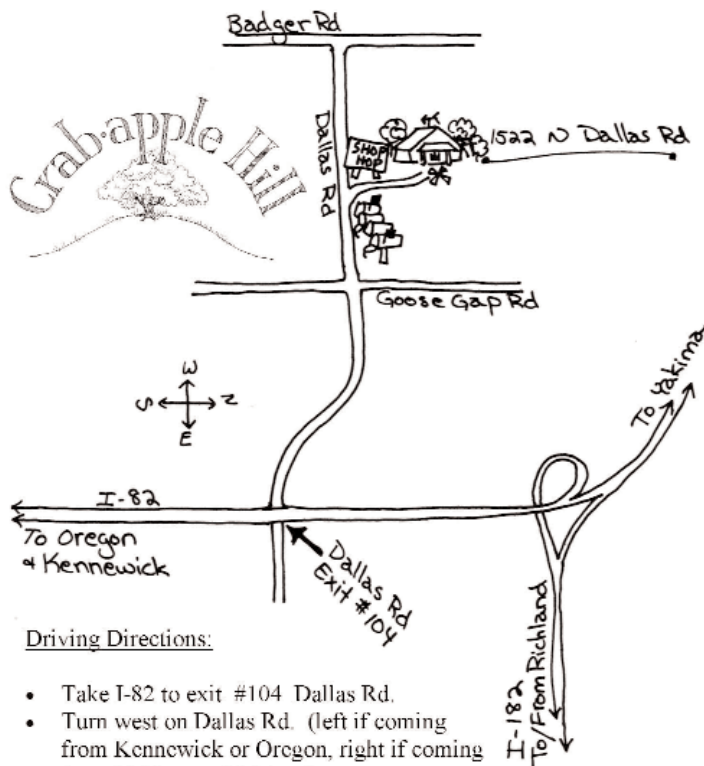 Badger Rd
Crab·apple Hill
Dallas Rd
SHOP
HOP
1522 N Dallas Rd
Goose Gap Rd
W
S N
E
To Yakima
I-82
To Oregon
& Kennewick
Dallas Rd
Exit #104
I-182
To/From Richland
Driving Directions:
• Take I-82 to exit #104 Dallas Rd.
• Turn west on Dallas Rd. (left if coming
from Kennewick or Oregon, right if coming